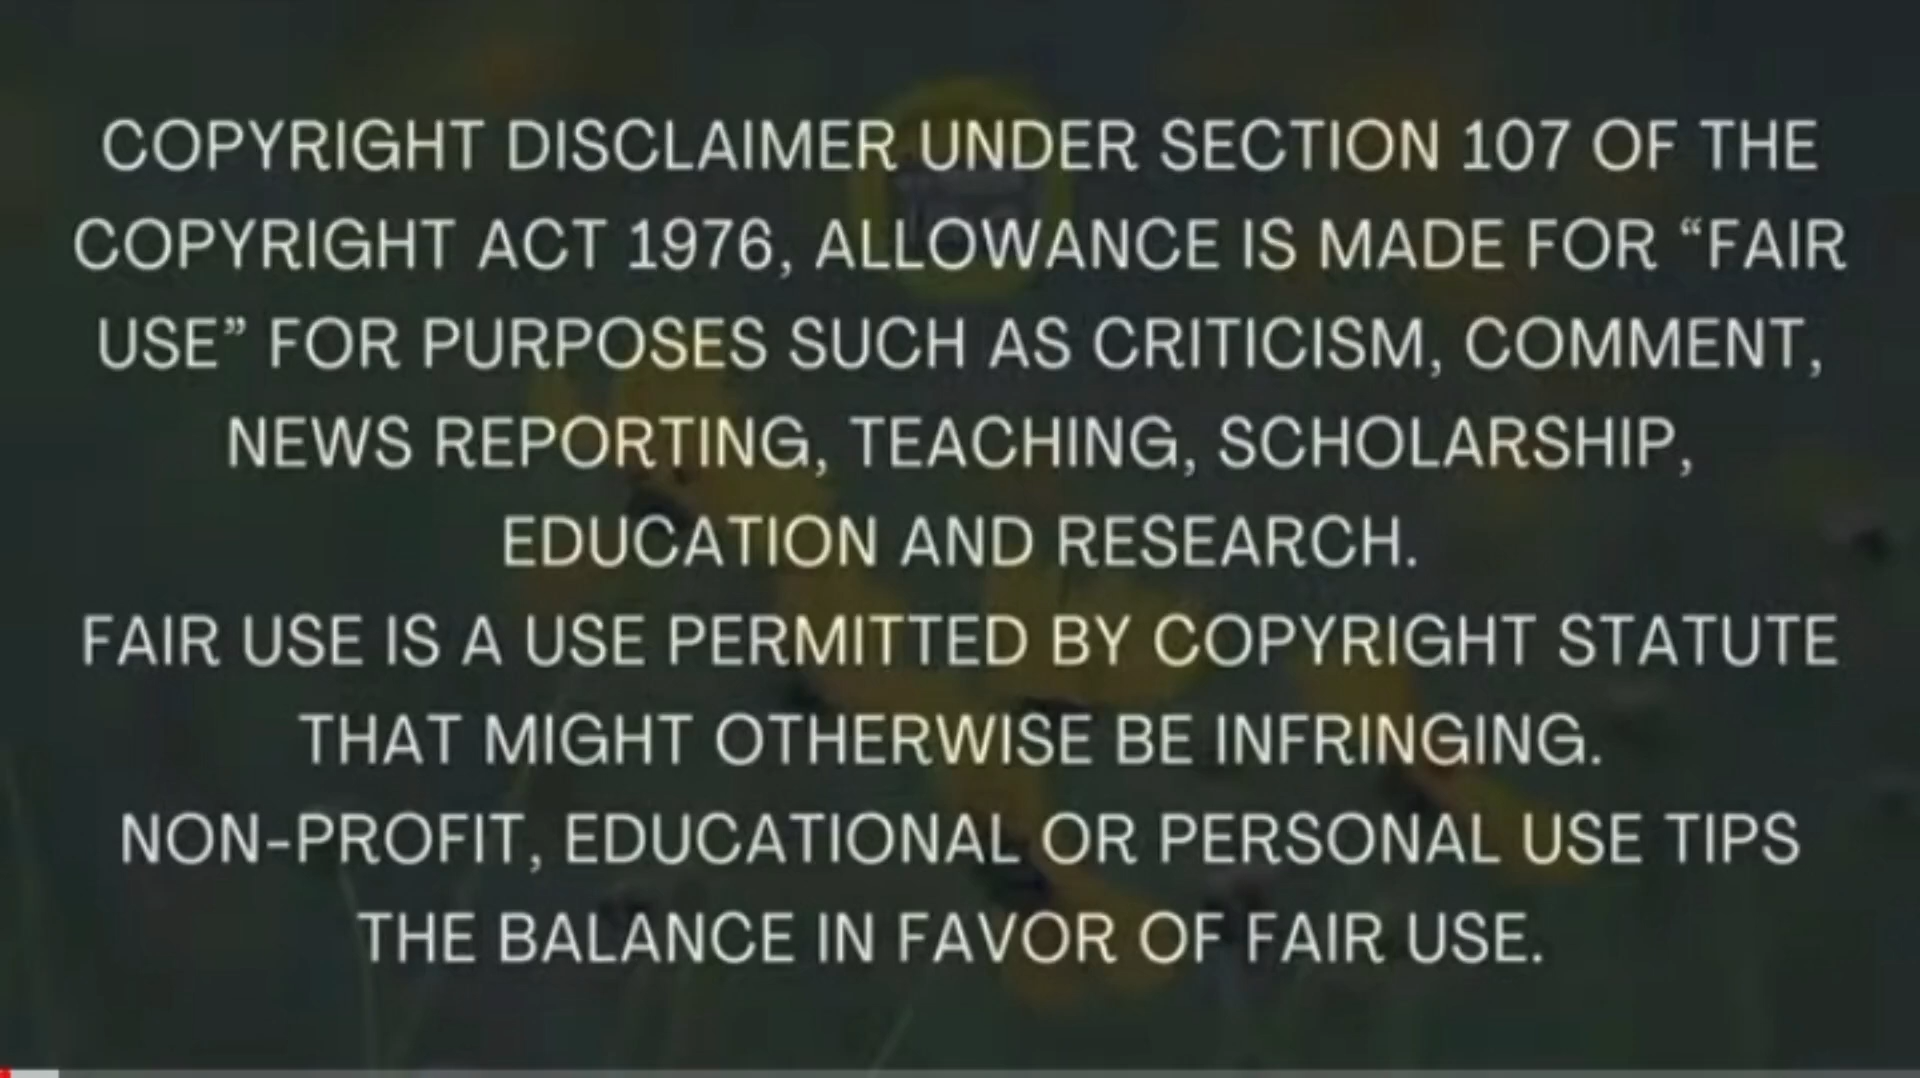 COPYRIGHT DISCLAIMER UNDER SECTION 107 OF THE
COPYRIGHT ACT 1976, ALLOWANCE IS MADE FOR “FAIR
USE” FOR PURPOSES SUCH AS CRITICISM, COMMENT,
NEWS REPORTING, TEACHING, SCHOLARSHIP,
EDUCATION AND RESEARCH.
FAIR USE IS A USE PERMITTED BY COPYRIGHT STATUTE
THAT MIGHT OTHERWISE BE INFRINGING.
NON-PROFIT, EDUCATIONAL OR PERSONAL USE TIPS
THE BALANCE IN FAVOR OF FAIR USE.